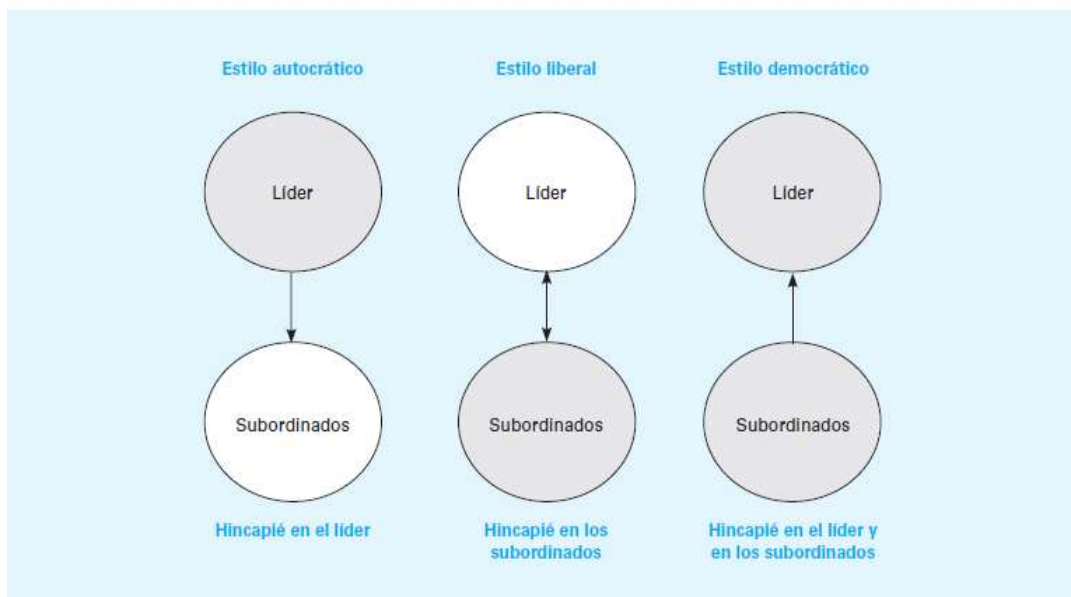 Estilo autocrático
Estilo liberal
Estilo democrático
Líder
Líder
Líder
Subordinados
Subordinados
Subordinados
Hincapié en el líder
Hincapié en los
subordinados
Hincapié en el líder y
en los subordinados